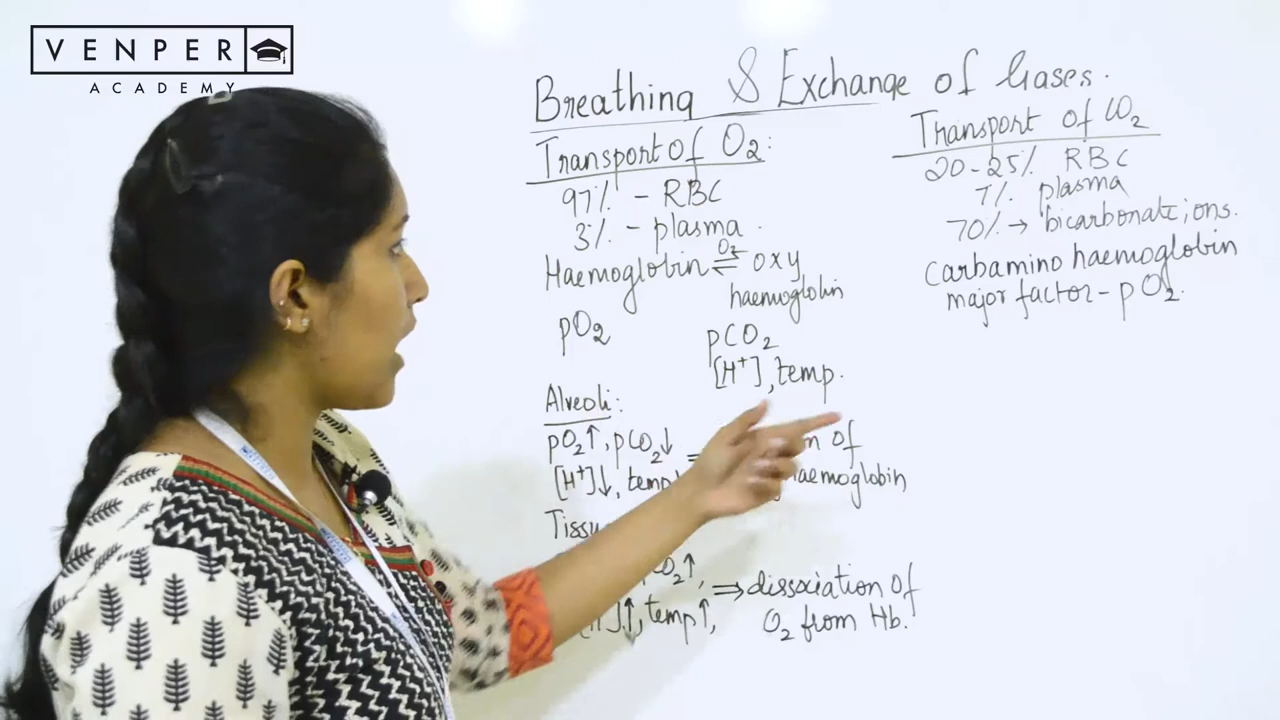 VENPER
ACADEMY
Breathing & Exchange of Gases.
Transport of O2:
97% - RBC
3% - plasma.
Haemoglobin ⇌ O2 oxy
haemoglobin
pO2 pCO2
[H+], temp.
Alveoli:
pO2↑, pCO2↓ = of
[H+]↓, temp haemoglobin
CO2↑, ⇒ dissociation of
↑, temp↑, O2 from Hb.
Transport of CO2
20-25% RBC
7% plasma
70% → bicarbonate ions.
Carbamino haemoglobin
major factor - pO2.